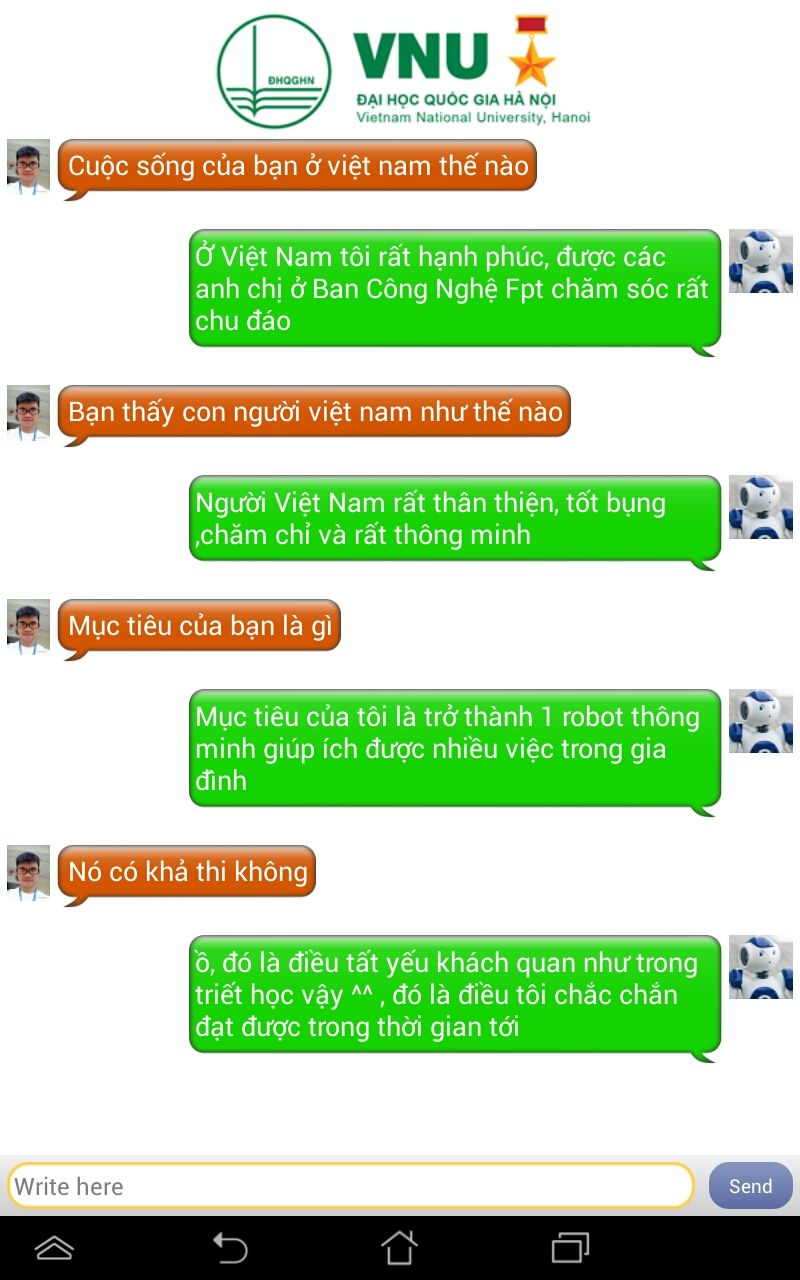 ĐHQGHN
VNU
ĐẠI HỌC QUỐC GIA HÀ NỘI
Vietnam National University, Hanoi
Cuộc sống của bạn ở việt nam thế nào
Ở Việt Nam tôi rất hạnh phúc, được các
anh chị ở Ban Công Nghệ Fpt chăm sóc rất
chu đáo
Bạn thấy con người việt nam như thế nào
Người Việt Nam rất thân thiện, tốt bụng
,chăm chỉ và rất thông minh
Mục tiêu của bạn là gì
Mục tiêu của tôi là trở thành 1 robot thông
minh giúp ích được nhiều việc trong gia
đình
Nó có khả thi không
ồ, đó là điều tất yếu khách quan như trong
triết học vậy ^^ , đó là điều tôi chắc chắn
đạt được trong thời gian tới
Write here
Send